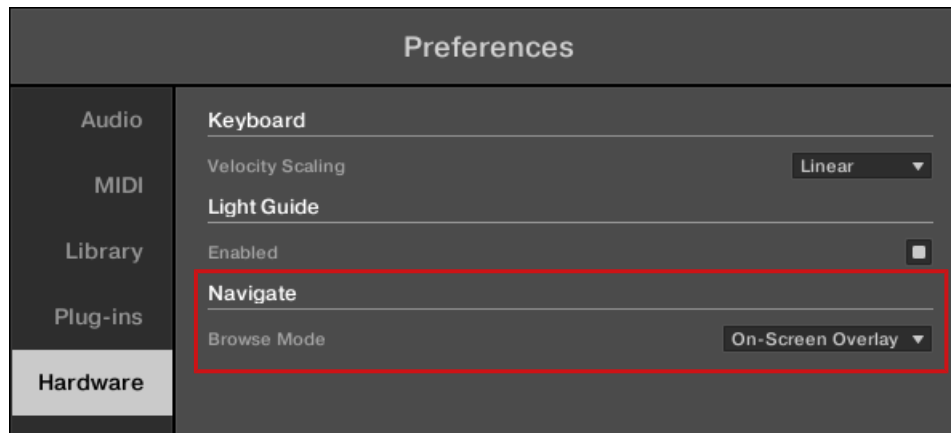 Preferences
Audio
MIDI
Library
Plug-ins
Hardware
Keyboard
Velocity Scaling Linear
Light Guide
Enabled
Navigate
Browse Mode On-Screen Overlay